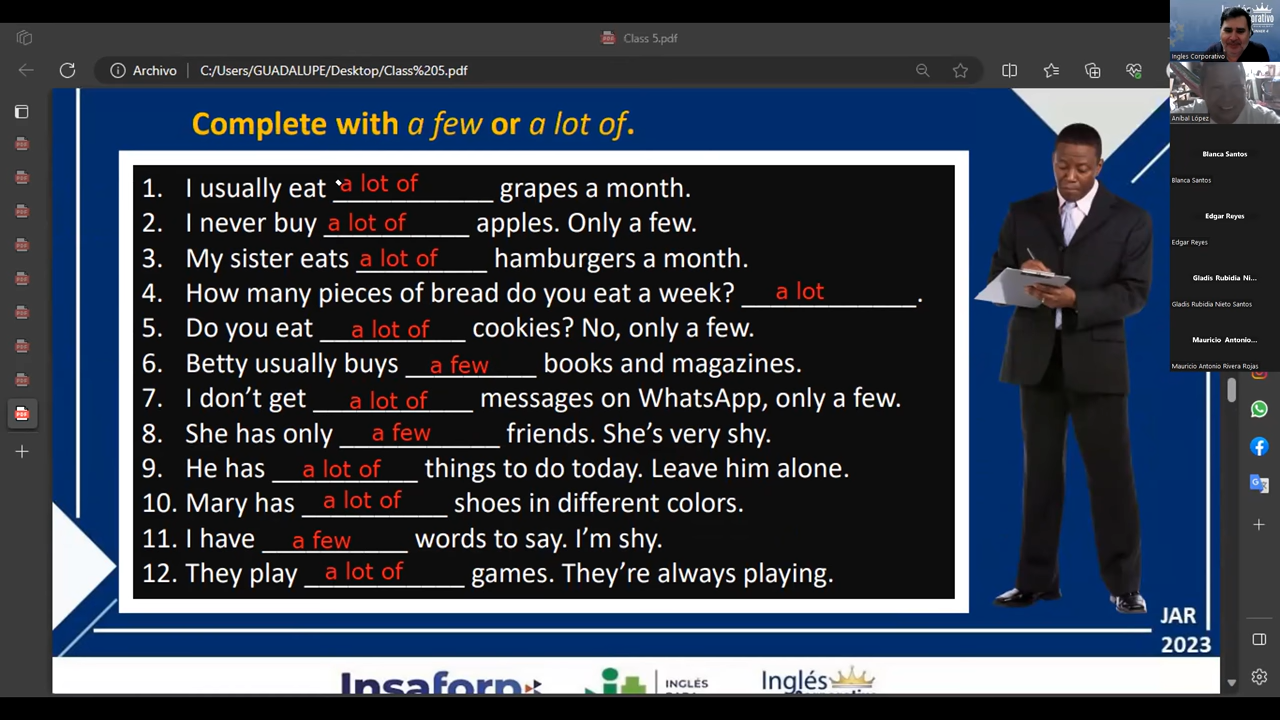 Class 5.pdf
Archivo
C:/Users/GUADALUPE/Desktop/Class%205.pdf
Complete with a few or a lot of.
1. I usually eat a lot of grapes a month.
2. I never buy a lot of apples. Only a few.
3. My sister eats a lot of hamburgers a month.
4. How many pieces of bread do you eat a week? a lot.
5. Do you eat a lot of cookies? No, only a few.
6. Betty usually buys a few books and magazines.
7. I don't get a lot of messages on WhatsApp, only a few.
8. She has only a few friends. She's very shy.
9. He has a lot of things to do today. Leave him alone.
10. Mary has a lot of shoes in different colors.
11. I have a few words to say. I'm shy.
12. They play a lot of games. They're always playing.
JAR
2023
Insaforp
INGLÉS
Inglés
Ingles Corporativo
Anibal López
Blanca Santos
Blanca Santos
Edgar Reyes
Edgar Reyes
Gladis Rubidia Ni...
Gladis Rubidia Nieto Santos
Mauricio Antonio...
Mauricio Antonio Rivera Rojas